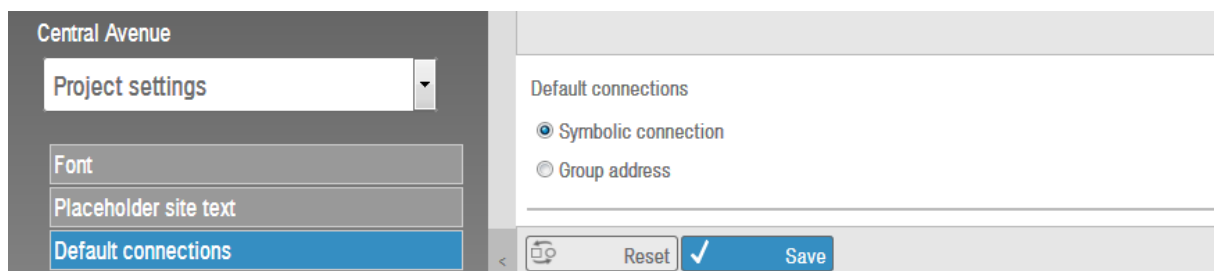 Central Avenue
Project settings
Font
Placeholder site text
Default connections
<
Default connections
Symbolic connection
Group address
Reset
Save